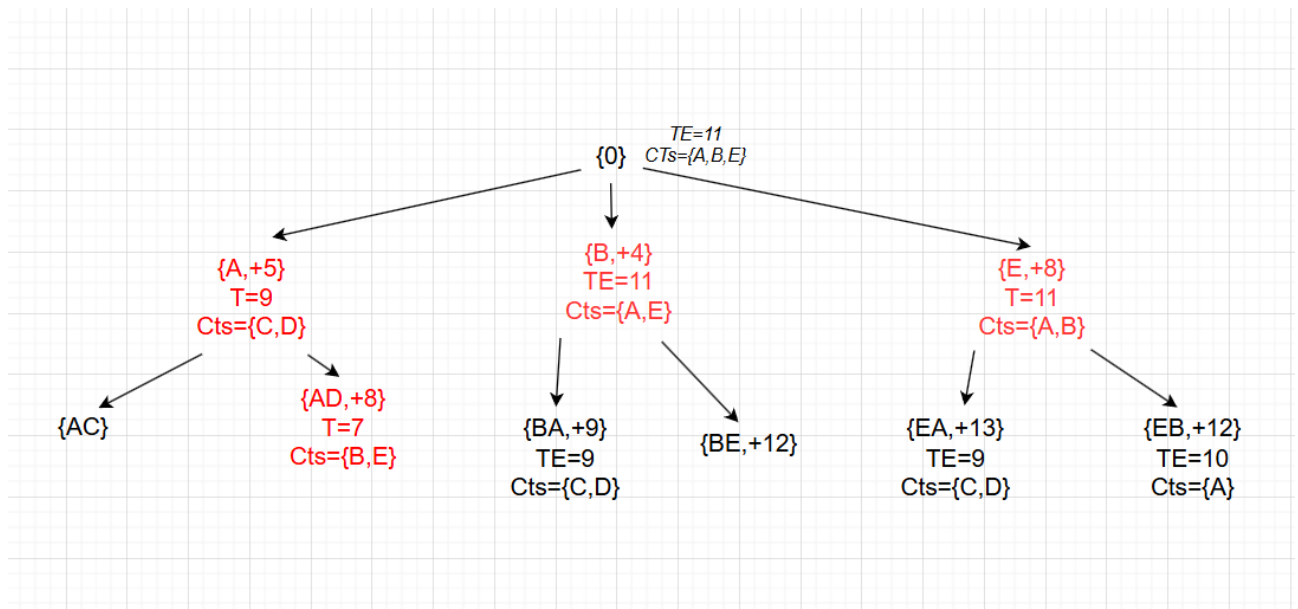 TE=11
{0} CTs={A,B,E}
{A,+5}
T=9
Cts={C,D}
{B,+4}
TE=11
Cts={A,E}
{E,+8}
T=11
Cts={A,B}
{AC}
{AD,+8}
T=7
Cts={B,E}
{BA,+9}
TE=9
Cts={C,D}
{BE,+12}
{EA,+13}
TE=9
Cts={C,D}
{EB,+12}
TE=10
Cts={A}